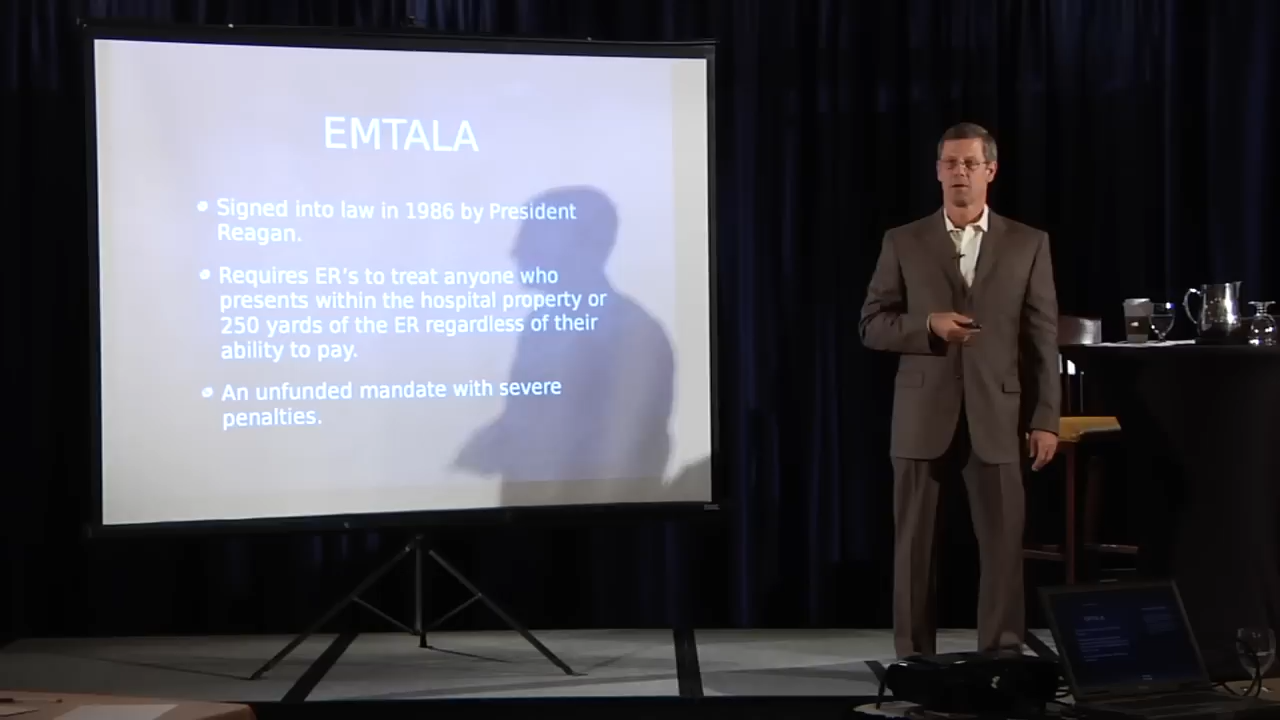 EMTALA
Signed into law in 1986 by President
Reagan.
Requires ER's to treat anyone who
presents within the hospital property or
250 yards of the ER regardless of their
ability to pay.
An unfunded mandate with severe
penalties.